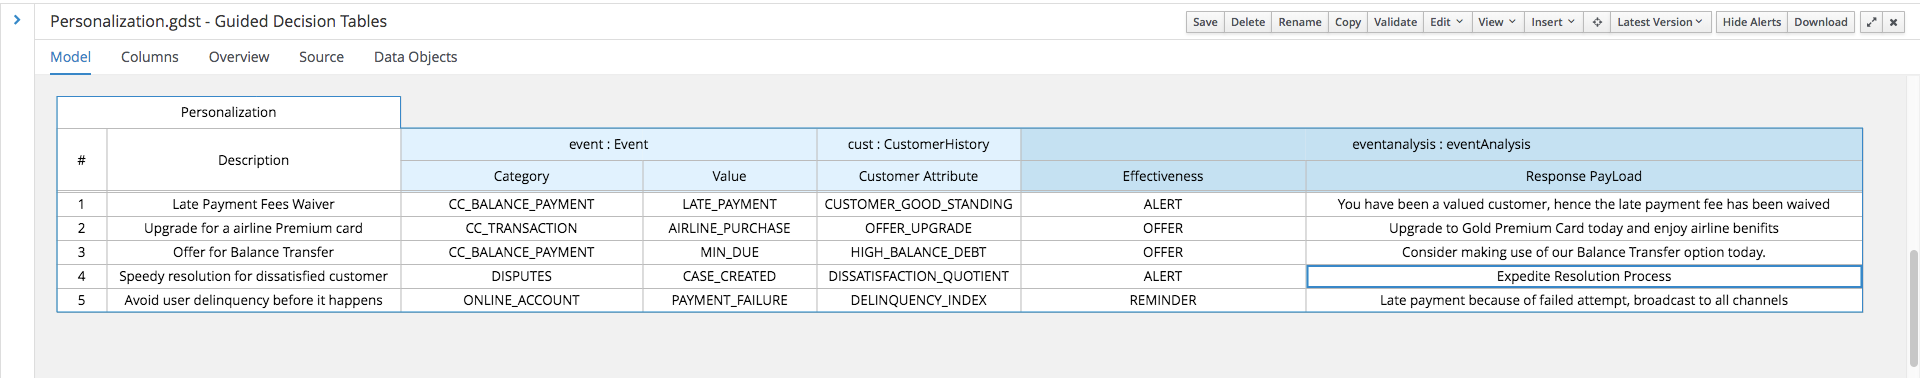 Personalization.gdst - Guided Decision Tables
Save Delete Rename Copy Validate Edit View Insert Latest Version Hide Alerts Download
Model Columns Overview Source Data Objects
Personalization
# Description event : Event cust : CustomerHistory eventanalysis : eventAnalysis
Category Value Customer Attribute Effectiveness Response PayLoad
1 Late Payment Fees Waiver CC_BALANCE_PAYMENT LATE_PAYMENT CUSTOMER_GOOD_STANDING ALERT You have been a valued customer, hence the late payment fee has been waived
2 Upgrade for a airline Premium card CC_TRANSACTION AIRLINE_PURCHASE OFFER_UPGRADE OFFER Upgrade to Gold Premium Card today and enjoy airline benifits
3 Offer for Balance Transfer CC_BALANCE_PAYMENT MIN_DUE HIGH_BALANCE_DEBT OFFER Consider making use of our Balance Transfer option today.
4 Speedy resolution for dissatisfied customer DISPUTES CASE_CREATED DISSATISFACTION_QUOTIENT ALERT Expedite Resolution Process
5 Avoid user delinquency before it happens ONLINE_ACCOUNT PAYMENT_FAILURE DELINQUENCY_INDEX REMINDER Late payment because of failed attempt, broadcast to all channels